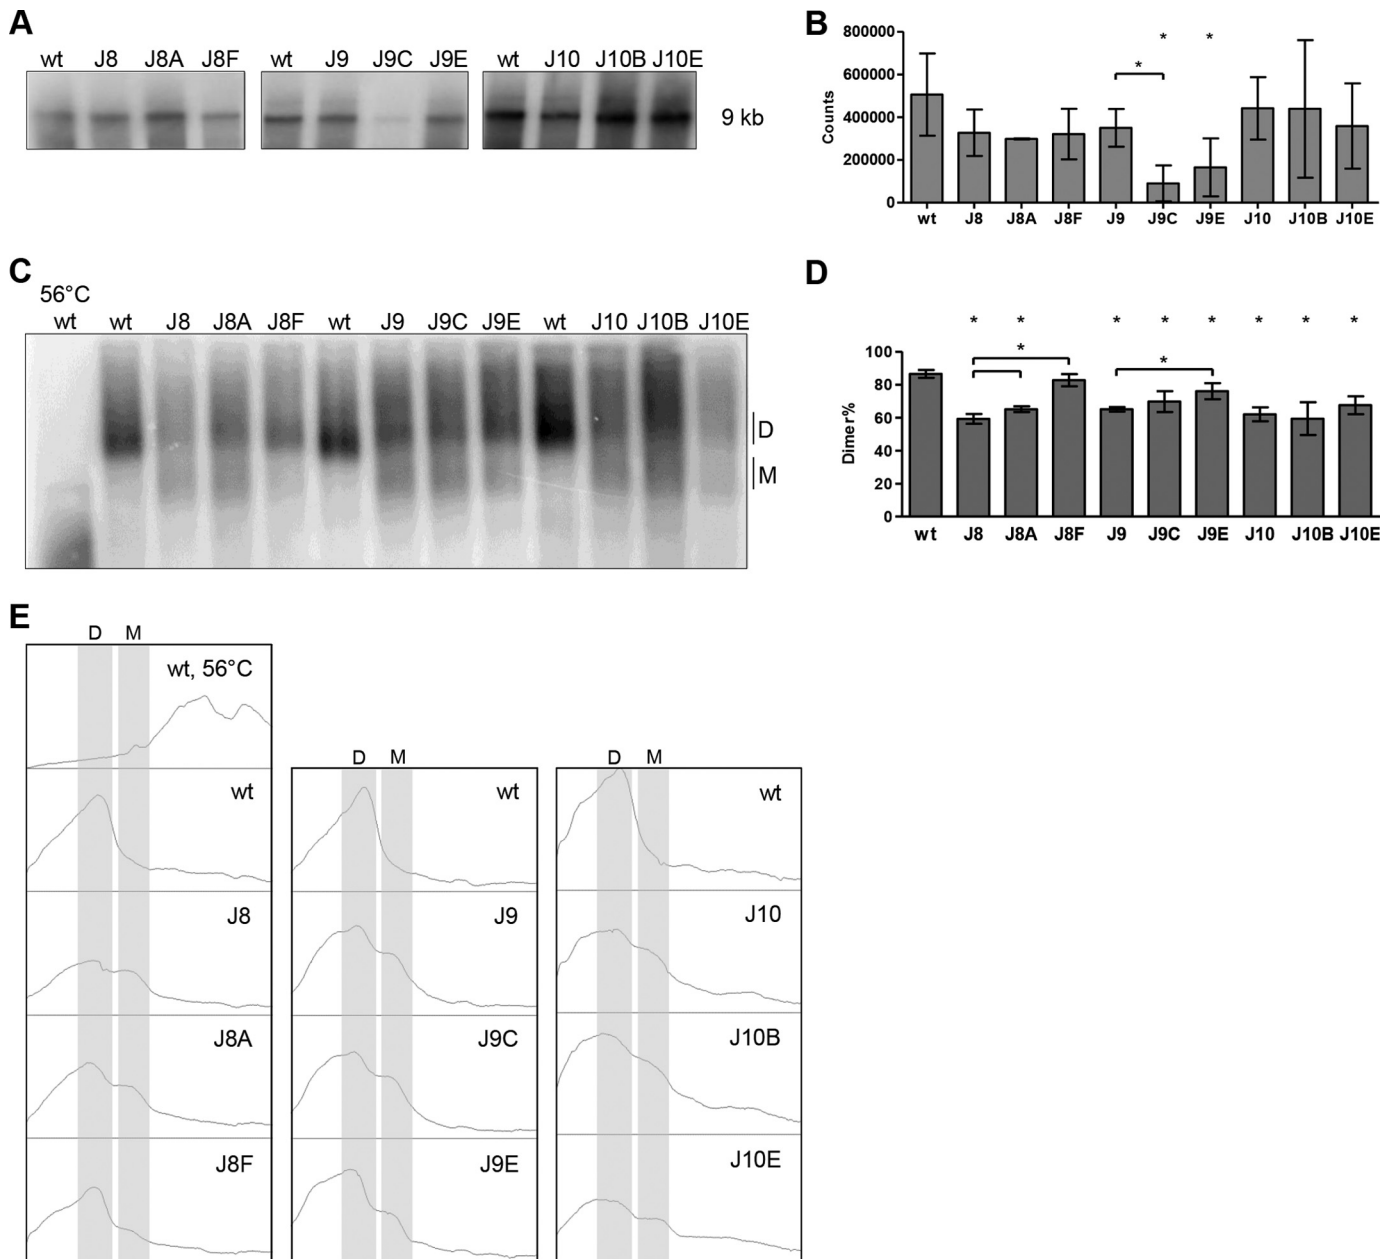 A
wt J8 J8A J8F wt J9 J9C J9E wt J10 J10B J10E
9 kb
B
800000
600000
400000
200000
0
Counts
* * *
wt J8 J8A J8F J9 J9C J9E J10 J10B J10E
C
56°C
wt wt J8 J8A J8F wt J9 J9C J9E wt J10 J10B J10E
D
M
D
* * * * * * * *
* *
100
80
60
40
20
0
Dimer%
wt J8 J8A J8F J9 J9C J9E J10 J10B J10E
E
D M
wt, 56°C
wt
J8
J8A
J8F
D M
wt
J9
J9C
J9E
D M
wt
J10
J10B
J10E